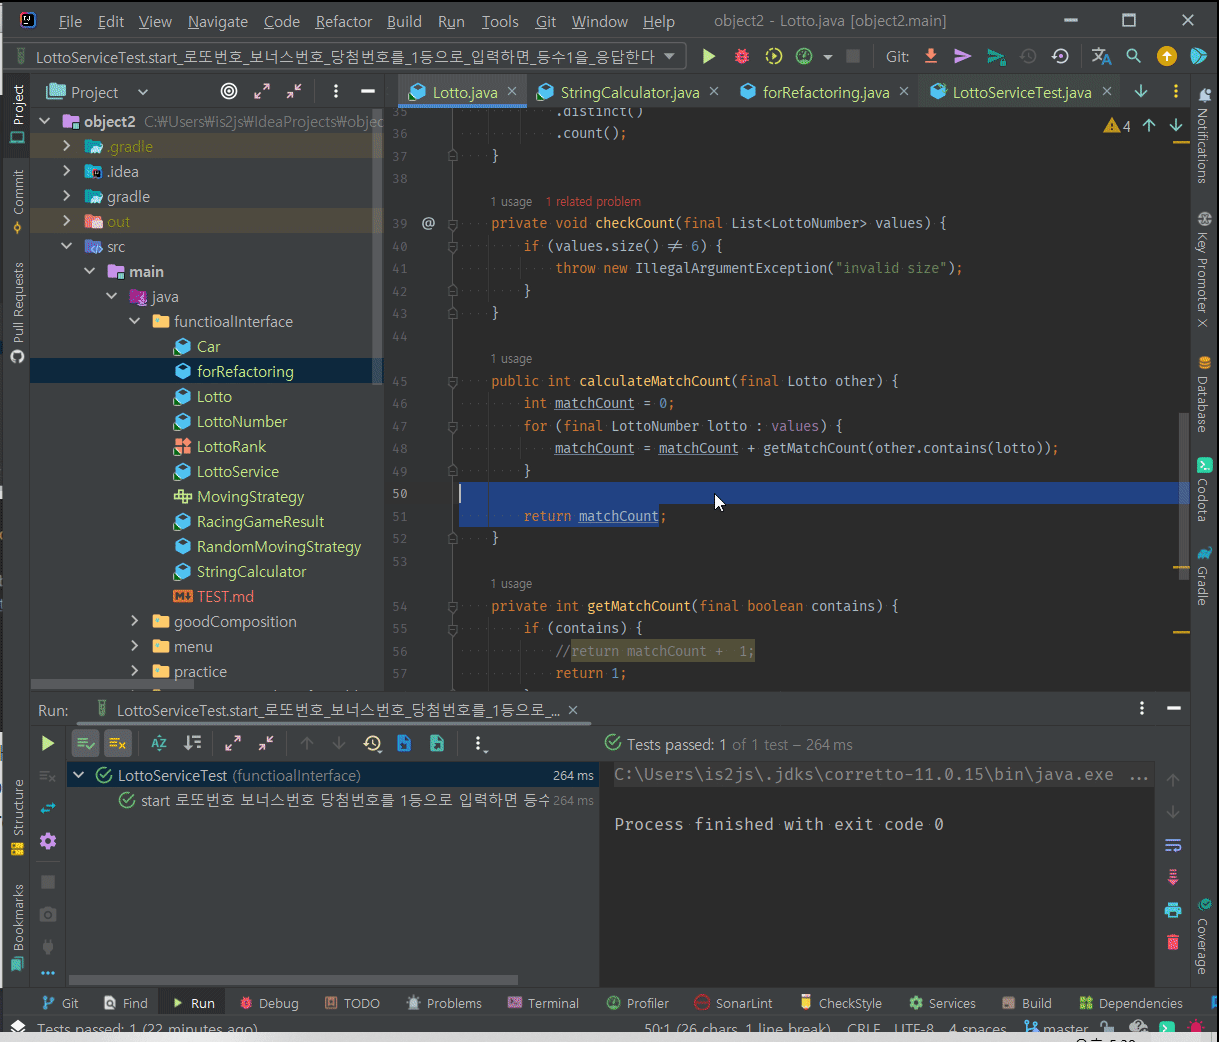 File Edit View Navigate Code Refactor Build Run Tools Git Window Help object2 - Lotto.java [object2.main]
LottoServiceTest.start_로또번호_보너스번호_당첨번호를_1등으로_입력하면_등수1을_응답한다 Git:
Project
Lotto.java StringCalculator.java forRefactoring.java LottoServiceTest.java
object2 C:\Users\is2js\IdeaProjects\objec
.gradle
.idea
gradle
out
src
main
java
functioalInterface
Car
forRefactoring
Lotto
LottoNumber
LottoRank
LottoService
MovingStrategy
RacingGameResult
RandomMovingStrategy
StringCalculator
TEST.md
goodComposition
menu
practice
Project
Commit
Pull Requests
Structure
Bookmarks
35 .distinct()
36 .count();
37 }
38
1 usage 1 related problem
39 @ private void checkCount(final List<LottoNumber> values) {
40 if (values.size() ≠ 6) {
41 throw new IllegalArgumentException("invalid size");
42 }
43 }
44
1 usage
45 public int calculateMatchCount(final Lotto other) {
46 int matchCount = 0;
47 for (final LottoNumber lotto : values) {
48 matchCount = matchCount + getMatchCount(other.contains(lotto));
49 }
50
51 return matchCount;
52 }
53
1 usage
54 private int getMatchCount(final boolean contains) {
55 if (contains) {
56 //return matchCount + 1;
57 return 1;
4
Notifications
Key Promoter X
Database
Codota
Gradle
Coverage
Run: LottoServiceTest.start_로또번호_보너스번호_당첨번호를_1등으로_...
Tests passed: 1 of 1 test – 264 ms
LottoServiceTest (functioalInterface) 264 ms
start 로또번호 보너스번호 당첨번호를 1등으로 입력하면 등수 264 ms
C:\Users\is2js\.jdks\corretto-11.0.15\bin\java.exe ...
Process finished with exit code 0
Git Find Run Debug TODO Problems Terminal Profiler SonarLint CheckStyle Services Build Dependencies
Tests passed: 1 (22 minutes ago) 50:1 (26 chars, 1 line break) CRLF UTF-8 4 spaces master